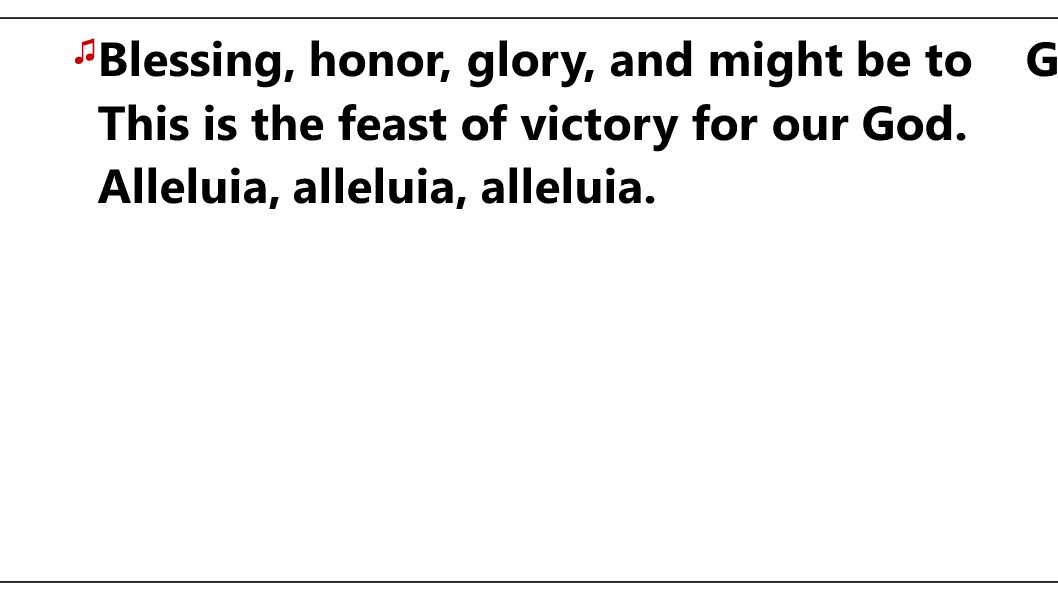 ♫Blessing, honor, glory, and might be to G
This is the feast of victory for our God.
Alleluia, alleluia, alleluia.